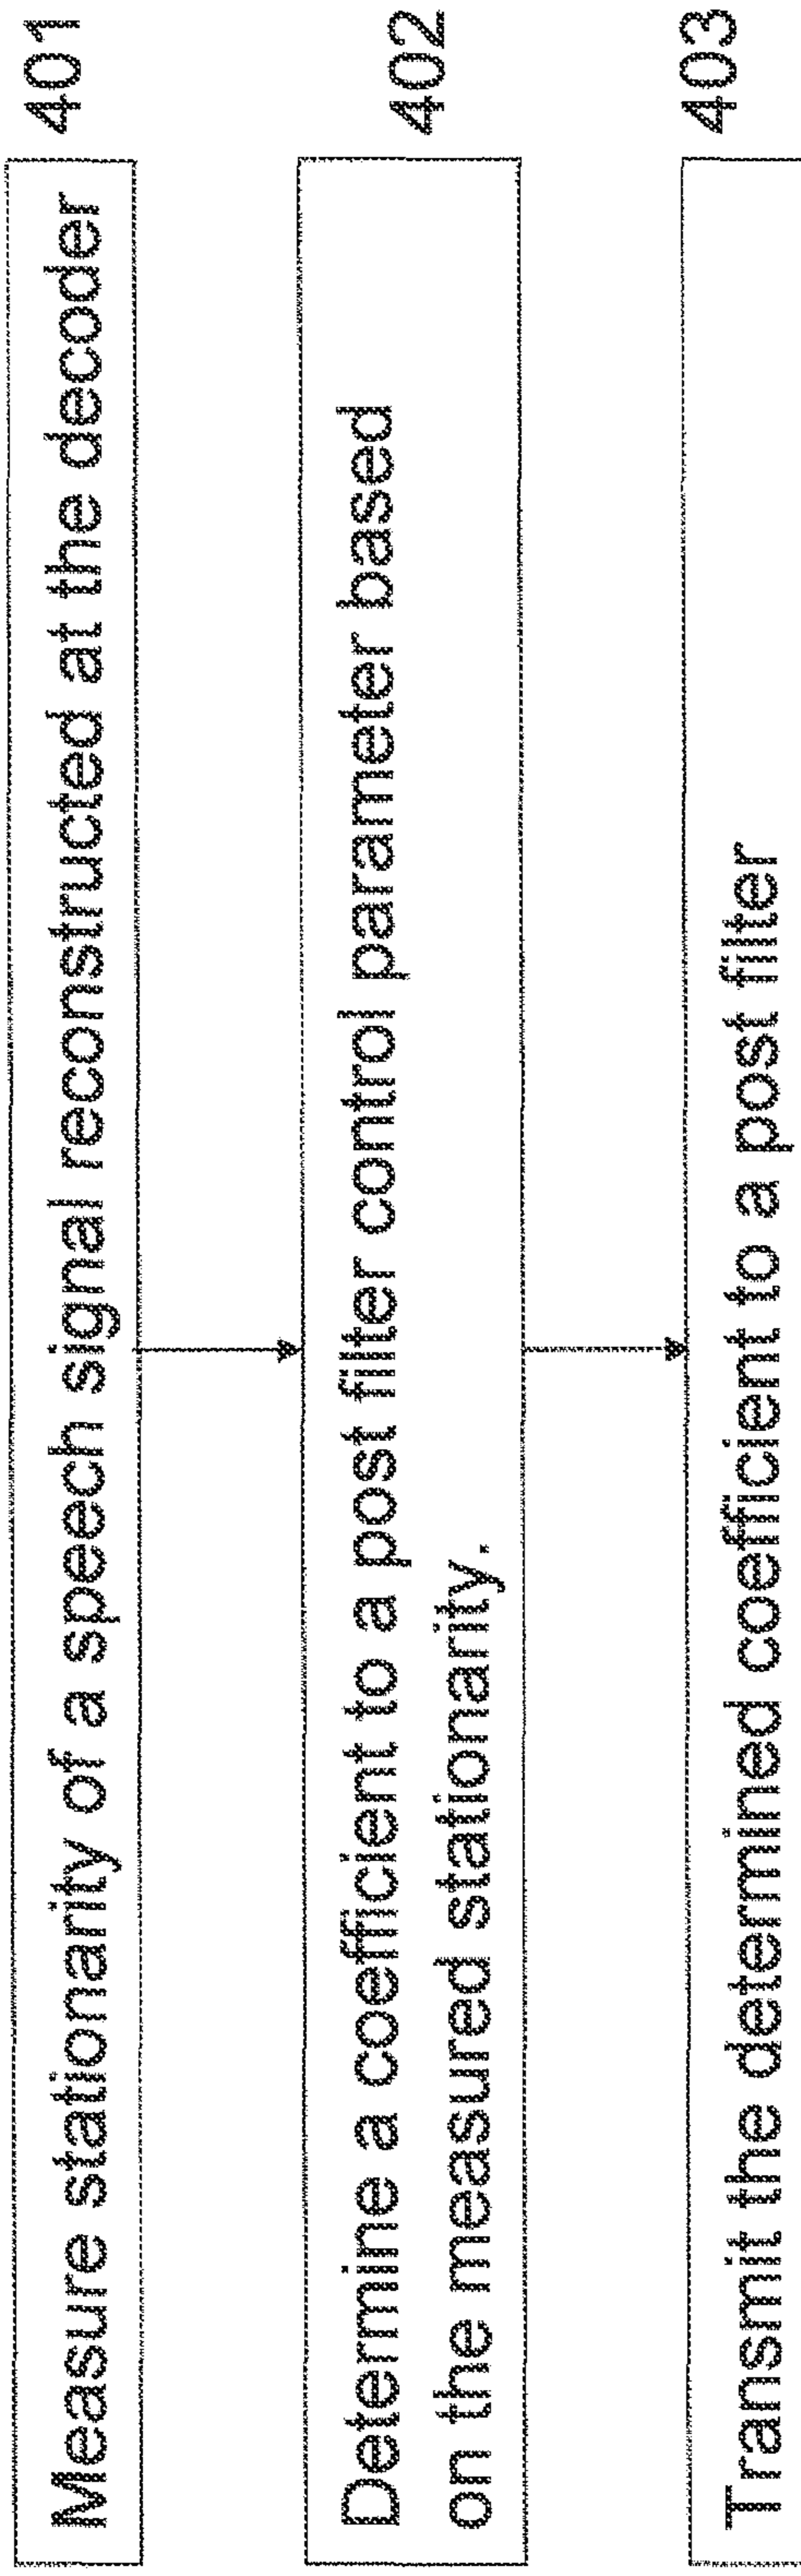 Measure stationarity of a speech signal reconstructed at the decoder
401
Determine a coefficient to a post filter control parameter based
on the measured stationarity.
402
Transmit the determined coefficient to a post filter
403